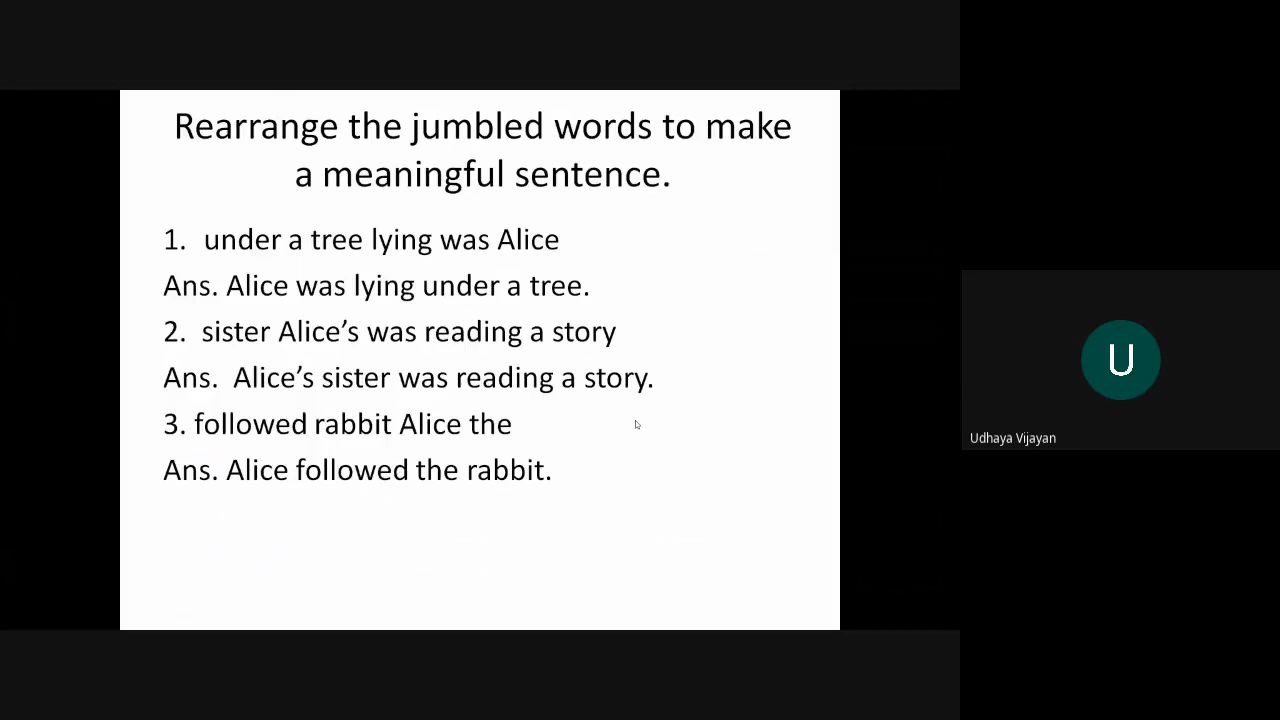 Rearrange the jumbled words to make
a meaningful sentence.
1. under a tree lying was Alice
Ans. Alice was lying under a tree.
2. sister Alice’s was reading a story
Ans. Alice’s sister was reading a story.
3. followed rabbit Alice the
Ans. Alice followed the rabbit.
U
Udhaya Vijayan